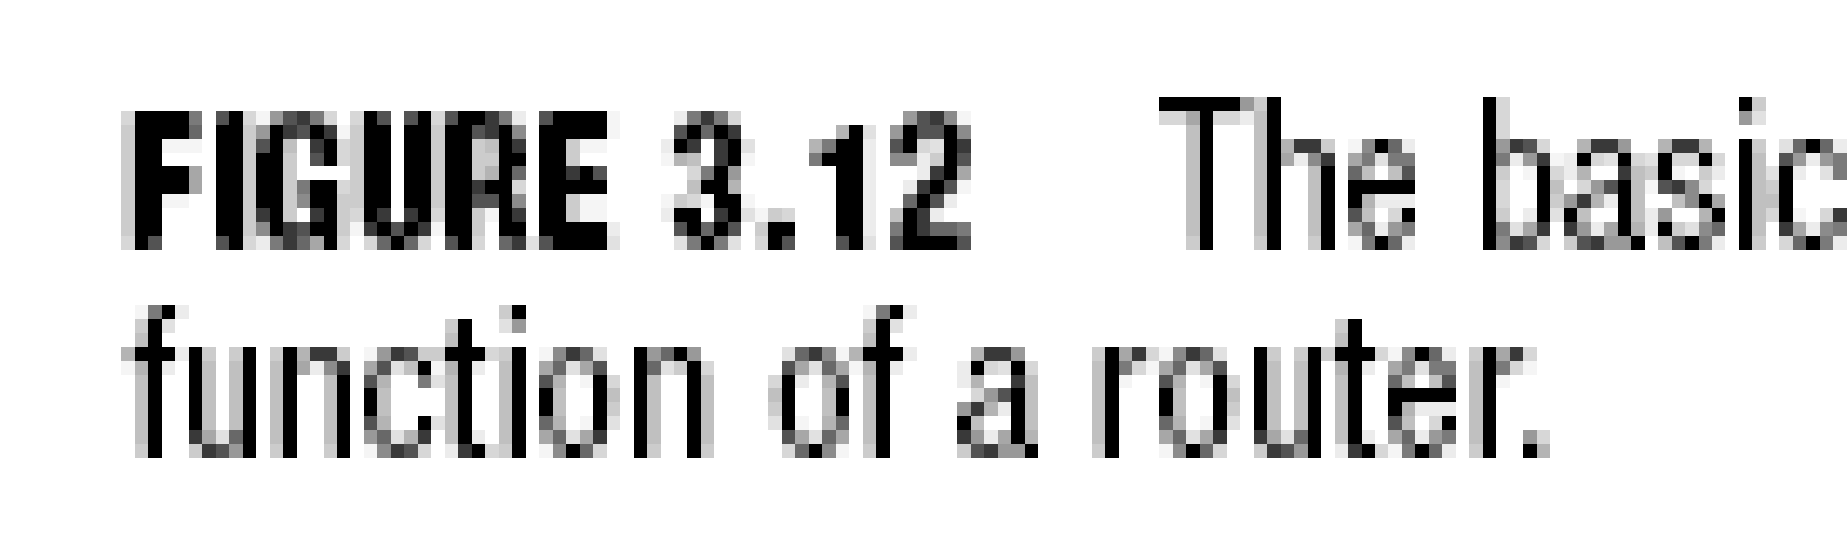 FIGURE 3.12 The basic
function of a router.